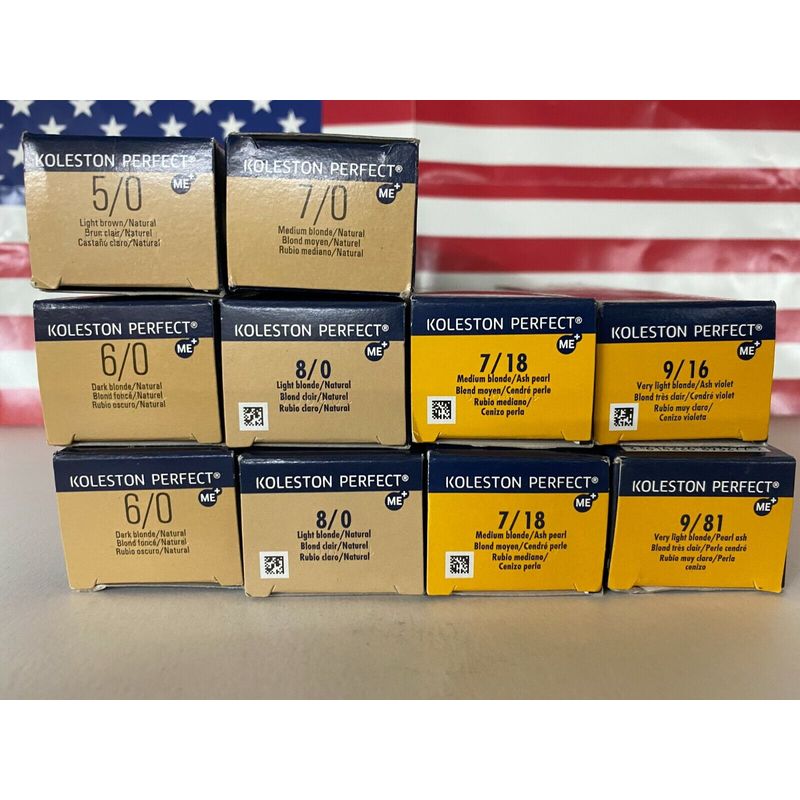 KOLESTON PERFECT®
ME+
5/0
Light brown/Natural
Brun clair/Naturel
Castaño claro/Natural
KOLESTON PERFECT®
ME+
7/0
Medium blonde/Natural
Blond moyen/Naturel
Rubio mediano/Natural
KOLESTON PERFECT®
ME+
6/0
Dark blonde/Natural
Blond foncé/Naturel
Rubio oscuro/Natural
KOLESTON PERFECT®
ME+
8/0
Light blonde/Natural
Blond clair/Naturel
Rubio claro/Natural
KOLESTON PERFECT®
ME+
7/18
Medium blonde/Ash pearl
Blend moyen/Cendré perle
Rubio mediano/
Cenizo perla
KOLESTON PERFECT®
ME+
9/16
Very light blonde/Ash violet
Blond très clair/Cendré violet
Rubio muy claro/
Cenizo violeta
KOLESTON PERFECT®
ME+
6/0
Dark blonde/Natural
Blond foncé/Naturel
Rubio oscuro/Natural
KOLESTON PERFECT®
ME+
8/0
Light blonde/Natural
Blond clair/Naturel
Rubio claro/Natural
KOLESTON PERFECT®
ME+
7/18
Medium blonde/Ash pearl
Blond moyen/Cendré perle
Rubio mediano/
Cenizo perla
KOLESTON PERFECT®
ME+
9/81
Very light blonde/Pearl ash
Blond très clair/Perle cendré
Rubio muy claro/Perla
cenizo